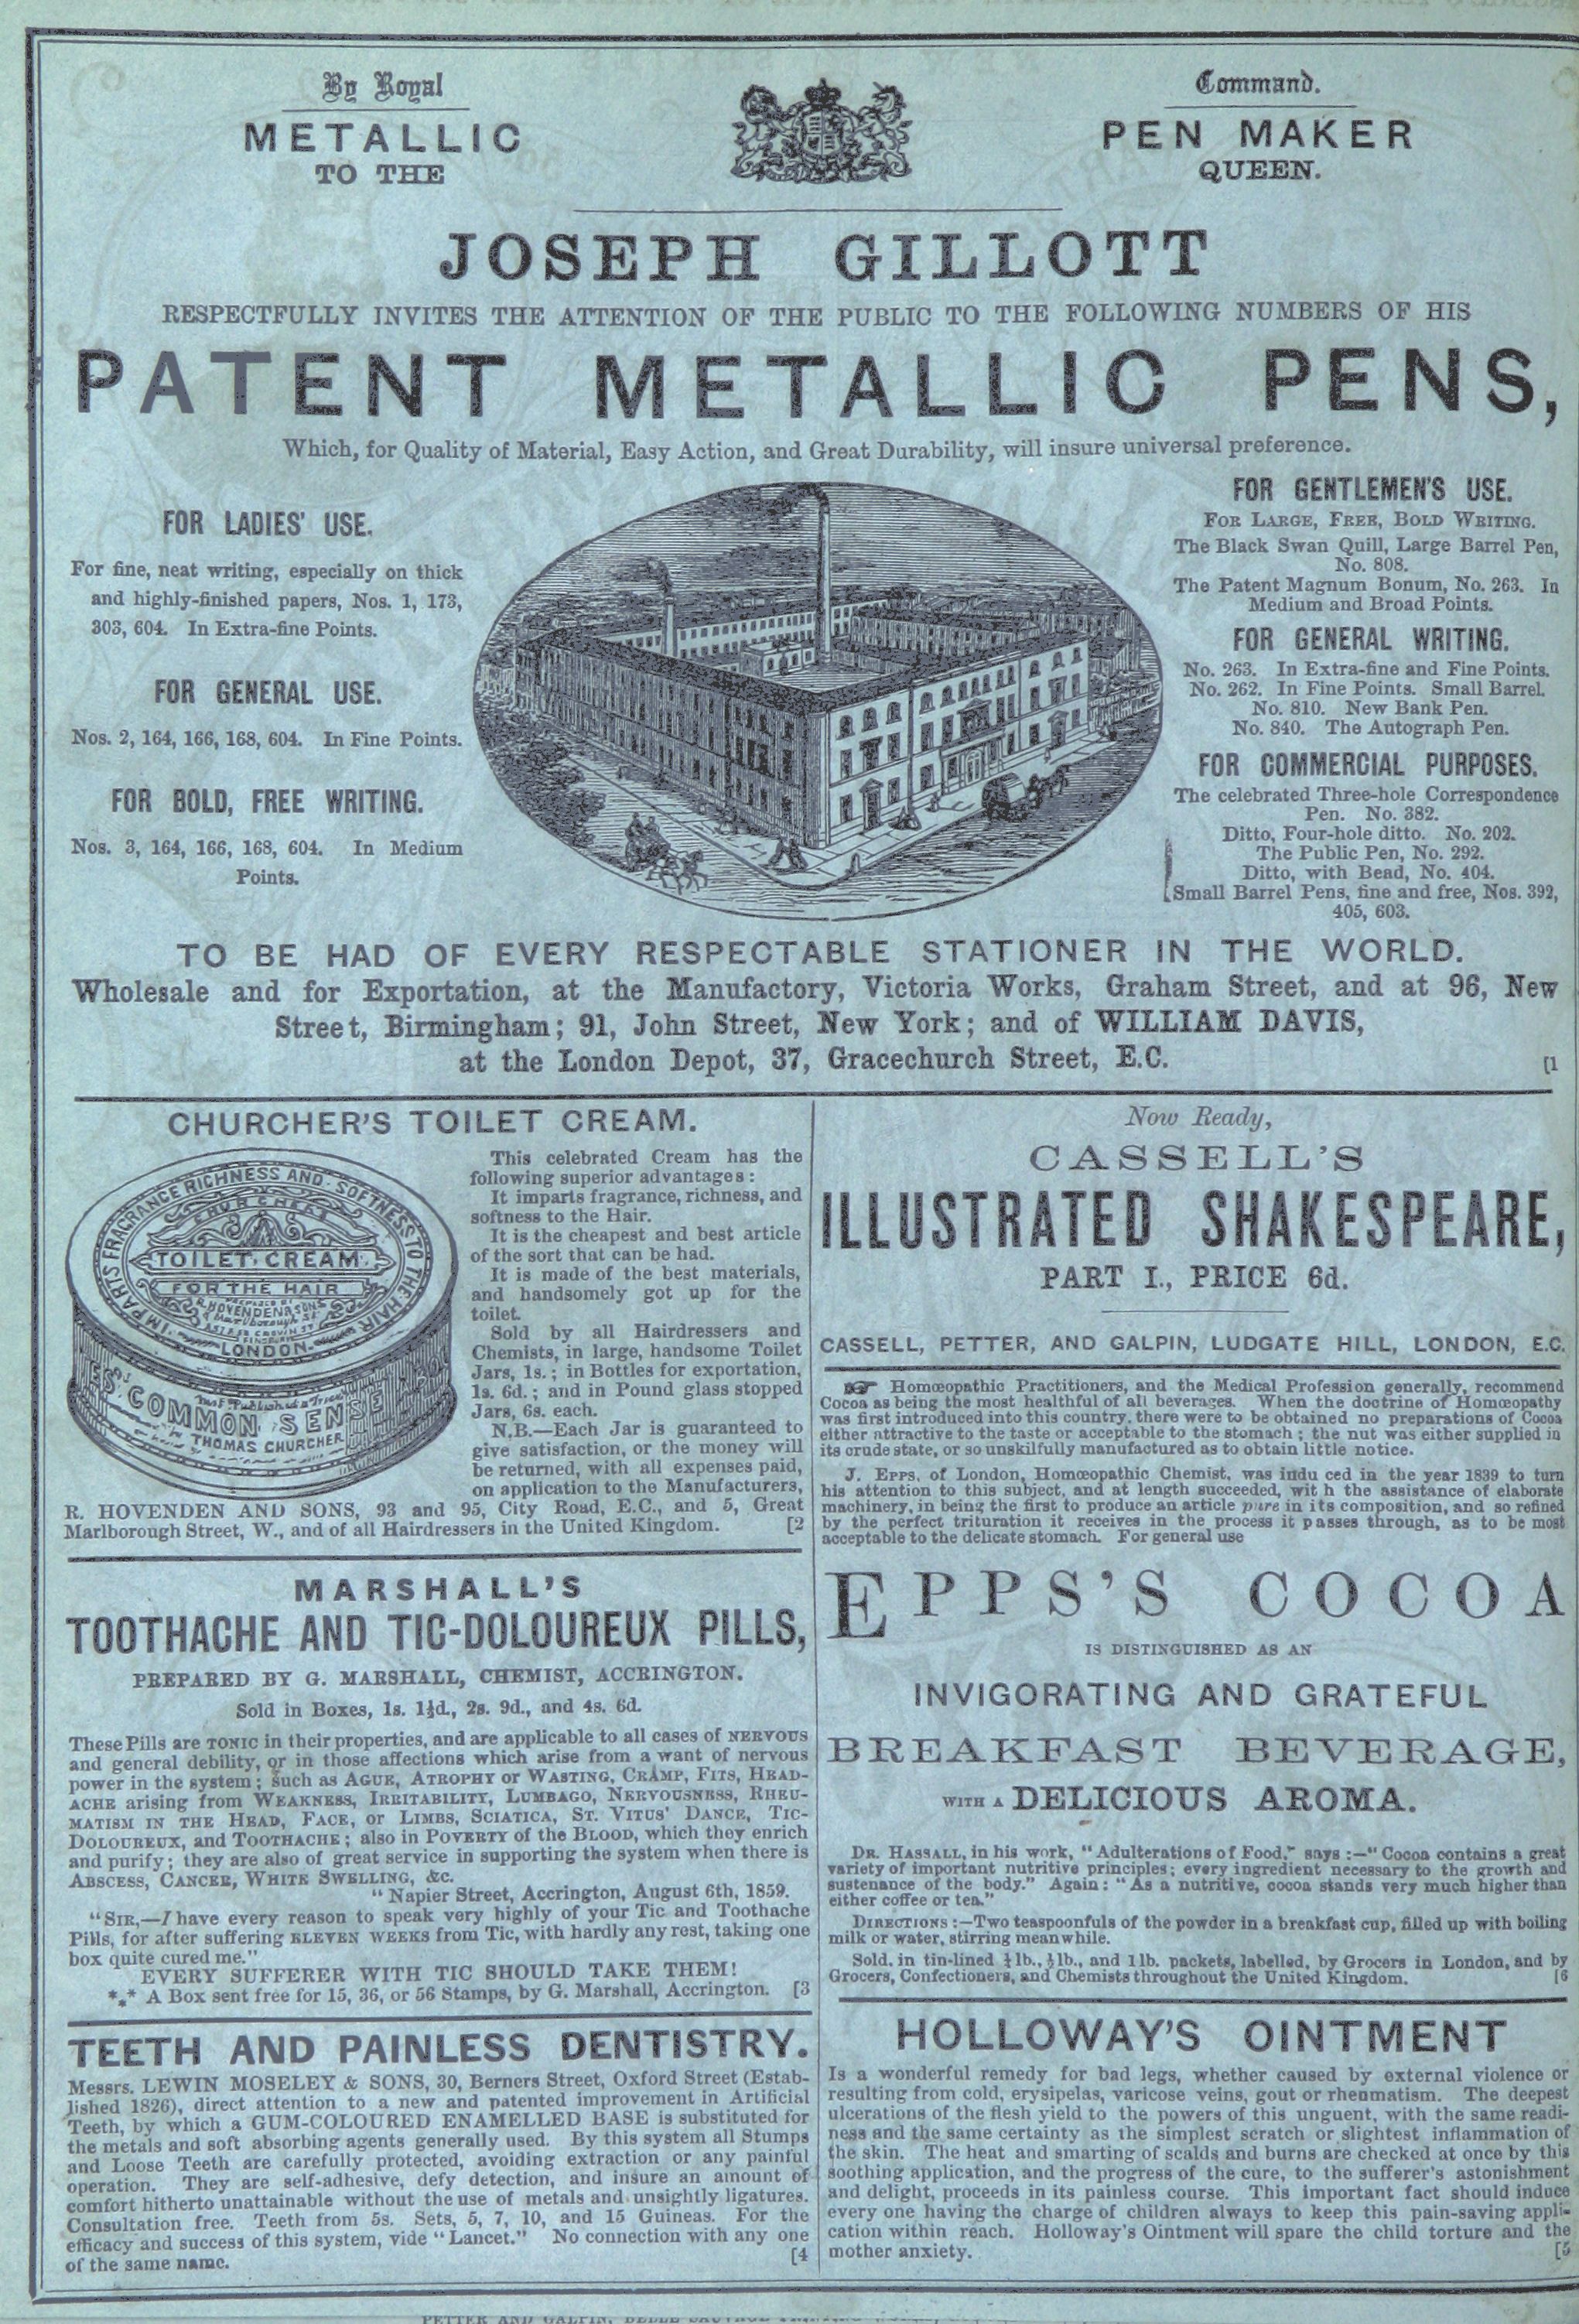 By Royal
Command.
METALLIC
PEN MAKER
TO THE
QUEEN.
JOSEPH GILLOTT
RESPECTFULLY INVITES THE ATTENTION OF THE PUBLIC TO THE FOLLOWING NUMBERS OF HIS
PATENT METALLIC PENS,
Which, for Quality of Material, Easy Action, and Great Durability, will insure universal preference.
FOR LADIES' USE.
For fine, neat writing, especially on thick
and highly-finished papers, Nos. 1, 173,
303, 604. In Extra-fine Points.
FOR GENERAL USE.
Nos. 2, 164, 166, 168, 604. In Fine Points.
FOR BOLD, FREE WRITING.
Nos. 3, 164, 166, 168, 604. In Medium
Points.
FOR GENTLEMEN'S USE.
FOR LARGE, FREE, BOLD WRITING.
The Black Swan Quill, Large Barrel Pen,
No. 808.
The Patent Magnum Bonum, No. 263. In
Medium and Broad Points.
FOR GENERAL WRITING.
No. 263. In Extra-fine and Fine Points.
No. 262. In Fine Points. Small Barrel.
No. 810. New Bank Pen.
No. 840. The Autograph Pen.
FOR COMMERCIAL PURPOSES.
The celebrated Three-hole Correspondence
Pen. No. 382.
Ditto, Four-hole ditto. No. 202.
The Public Pen, No. 292.
Ditto, with Bead, No. 404.
Small Barrel Pens, fine and free, Nos. 392,
405, 603.
TO BE HAD OF EVERY RESPECTABLE STATIONER IN THE WORLD.
Wholesale and for Exportation, at the Manufactory, Victoria Works, Graham Street, and at 96, New
Street, Birmingham; 91, John Street, New York; and of WILLIAM DAVIS,
at the London Depot, 37, Gracechurch Street, E.C. [1
CHURCHER'S TOILET CREAM.
IMPARTS FRAGRANCE RICHNESS AND SOFTNESS TO THE HAIR
CHURCHERS
TOILET CREAM
FOR THE HAIR
PREPARED BY
R. HOVENDEN & SONS
LONDON
COMMON SENSE
THOMAS CHURCHER
This celebrated Cream has the
following superior advantages:
It imparts fragrance, richness, and
softness to the Hair.
It is the cheapest and best article
of the sort that can be had.
It is made of the best materials,
and handsomely got up for the
toilet.
Sold by all Hairdressers and
Chemists, in large, handsome Toilet
Jars, 1s.; in Bottles for exportation,
1s. 6d.; and in Pound glass stopped
Jars, 6s. each.
N.B.—Each Jar is guaranteed to
give satisfaction, or the money will
be returned, with all expenses paid,
on application to the Manufacturers,
R. HOVENDEN AND SONS, 93 and 95, City Road, E.C., and 5, Great
Marlborough Street, W., and of all Hairdressers in the United Kingdom. [2
MARSHALL'S
TOOTHACHE AND TIC-DOLOUREUX PILLS,
PREPARED BY G. MARSHALL, CHEMIST, ACCRINGTON.
Sold in Boxes, 1s. 1½d., 2s. 9d., and 4s. 6d.
These Pills are TONIC in their properties, and are applicable to all cases of NERVOUS
and general debility, or in those affections which arise from a want of nervous
power in the system; such as AGUE, ATROPHY or WASTING, CRAMP, FITS, HEAD-
ACHE arising from WEAKNESS, IRRITABILITY, LUMBAGO, NERVOUSNESS, RHEU-
MATISM IN THE HEAD, FACE, OR LIMBS, SCIATICA, ST. VITUS' DANCE, TIC-
DOLOUREUX, and TOOTHACHE; also in POVERTY of the BLOOD, which they enrich
and purify; they are also of great service in supporting the system when there is
ABSCESS, CANCER, WHITE SWELLING, &c.
"Napier Street, Accrington, August 6th, 1859.
"SIR,—I have every reason to speak very highly of your Tic and Toothache
Pills, for after suffering ELEVEN WEEKS from Tic, with hardly any rest, taking one
box quite cured me."
EVERY SUFFERER WITH TIC SHOULD TAKE THEM!
*** A Box sent free for 15, 36, or 56 Stamps, by G. Marshall, Accrington. [3
TEETH AND PAINLESS DENTISTRY.
Messrs. LEWIN MOSELEY & SONS, 30, Berners Street, Oxford Street (Estab-
lished 1826), direct attention to a new and patented improvement in Artificial
Teeth, by which a GUM-COLOURED ENAMELLED BASE is substituted for
the metals and soft absorbing agents generally used. By this system all Stumps
and Loose Teeth are carefully protected, avoiding extraction or any painful
operation. They are self-adhesive, defy detection, and insure an amount of
comfort hitherto unattainable without the use of metals and unsightly ligatures.
Consultation free. Teeth from 5s. Sets, 5, 7, 10, and 15 Guineas. For the
efficacy and success of this system, vide "Lancet." No connection with any one
of the same name. [4
Now Ready,
CASSELL'S
ILLUSTRATED SHAKESPEARE,
PART I., PRICE 6d.
CASSELL, PETTER, AND GALPIN, LUDGATE HILL, LONDON, E.C.
☞ Homœopathic Practitioners, and the Medical Profession generally, recommend
Cocoa as being the most healthful of all beverages. When the doctrine of Homœopathy
was first introduced into this country, there were to be obtained no preparations of Cocoa
either attractive to the taste or acceptable to the stomach; the nut was either supplied in
its crude state, or so unskilfully manufactured as to obtain little notice.
J. EPPS, of London, Homœopathic Chemist, was indu ced in the year 1839 to turn
his attention to this subject, and at length succeeded, wit h the assistance of elaborate
machinery, in being the first to produce an article pure in its composition, and so refined
by the perfect trituration it receives in the process it passes through, as to be most
acceptable to the delicate stomach. For general use
EPPS'S COCOA
IS DISTINGUISHED AS AN
INVIGORATING AND GRATEFUL
BREAKFAST BEVERAGE,
WITH A DELICIOUS AROMA.
DR. HASSALL, in his work, "Adulterations of Food," says:—"Cocoa contains a great
variety of important nutritive principles; every ingredient necessary to the growth and
sustenance of the body." Again: "As a nutritive, cocoa stands very much higher than
either coffee or tea."
DIRECTIONS:—Two teaspoonfuls of the powder in a breakfast cup, filled up with boiling
milk or water, stirring meanwhile.
Sold, in tin-lined ¼lb., ½lb., and 1lb. packets, labelled, by Grocers in London, and by
Grocers, Confectioners, and Chemists throughout the United Kingdom. [6
HOLLOWAY'S OINTMENT
Is a wonderful remedy for bad legs, whether caused by external violence or
resulting from cold, erysipelas, varicose veins, gout or rheumatism. The deepest
ulcerations of the flesh yield to the powers of this unguent, with the same readi-
ness and the same certainty as the simplest scratch or slightest inflammation of
the skin. The heat and smarting of scalds and burns are checked at once by this
soothing application, and the progress of the cure, to the sufferer's astonishment
and delight, proceeds in its painless course. This important fact should induce
every one having the charge of children always to keep this pain-saving appli-
cation within reach. Holloway's Ointment will spare the child torture and the
mother anxiety. [5
PETTER AND GALPIN, BELLE SAUVAGE